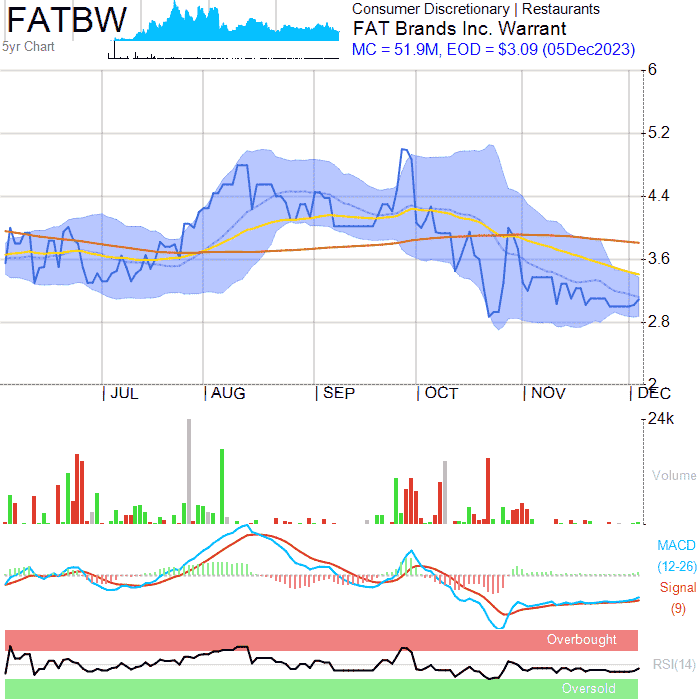 FATBW
5yr Chart
Consumer Discretionary | Restaurants
FAT Brands Inc. Warrant
MC = 51.9M, EOD = $3.09 (05Dec2023)
6
5.2
4.4
3.6
2.8
2
JUL AUG SEP OCT NOV DEC
24k
Volume
MACD
(12-26)
Signal
(9)
Overbought
RSI(14)
Oversold